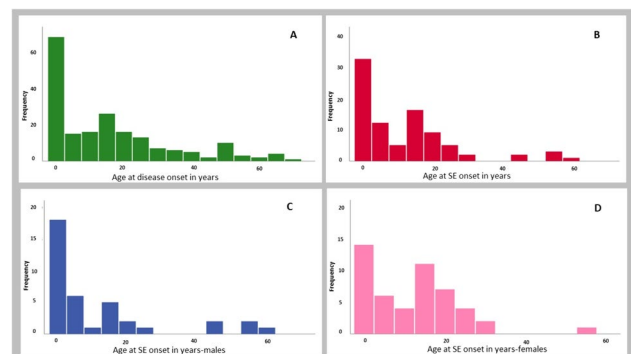 A
Frequency
60
40
20
0
0 20 40 60
Age at disease onset in years
B
Frequency
40
30
20
10
0
0 20 40 60
Age at SE onset in years
C
Frequency
20
15
10
5
0
0 20 40 60
Age at SE onset in years-males
D
Frequency
20
15
10
5
0
0 20 40 60
Age at SE onset in years-females